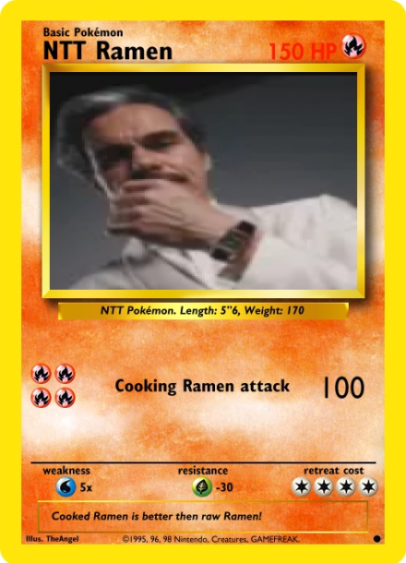 Basic Pokémon
NTT Ramen 150 HP
NTT Pokémon. Length: 5"6, Weight: 170
Cooking Ramen attack 100
weakness resistance retreat cost
5x -30
Cooked Ramen is better then raw Ramen!
Illus. TheAngel ©1995, 96, 98 Nintendo, Creatures, GAMEFREAK.